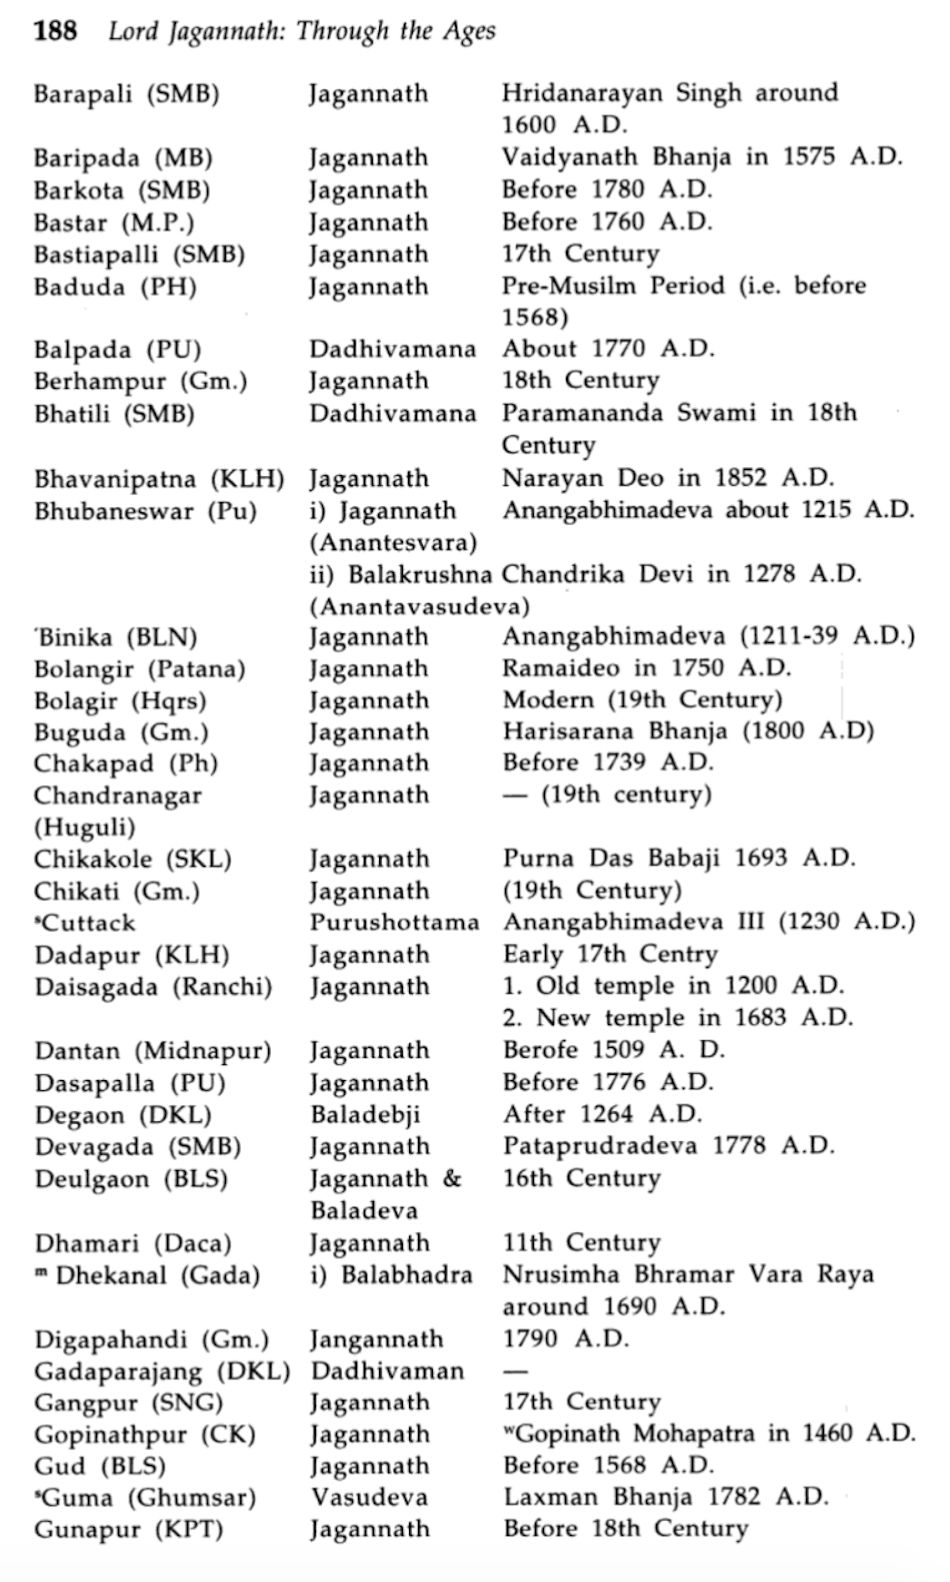 188 Lord Jagannath: Through the Ages
Barapali (SMB) Jagannath Hridanarayan Singh around
1600 A.D.
Baripada (MB) Jagannath Vaidyanath Bhanja in 1575 A.D.
Barkota (SMB) Jagannath Before 1780 A.D.
Bastar (M.P.) Jagannath Before 1760 A.D.
Bastiapalli (SMB) Jagannath 17th Century
Baduda (PH) Jagannath Pre-Musilm Period (i.e. before
1568)
Balpada (PU) Dadhivamana About 1770 A.D.
Berhampur (Gm.) Jagannath 18th Century
Bhatili (SMB) Dadhivamana Paramananda Swami in 18th
Century
Bhavanipatna (KLH) Jagannath Narayan Deo in 1852 A.D.
Bhubaneswar (Pu) i) Jagannath Anangabhimadeva about 1215 A.D.
(Anantesvara)
ii) Balakrushna Chandrika Devi in 1278 A.D.
(Anantavasudeva)
'Binika (BLN) Jagannath Anangabhimadeva (1211-39 A.D.)
Bolangir (Patana) Jagannath Ramaideo in 1750 A.D.
Bolagir (Hqrs) Jagannath Modern (19th Century)
Buguda (Gm.) Jagannath Harisarana Bhanja (1800 A.D)
Chakapad (Ph) Jagannath Before 1739 A.D.
Chandranagar Jagannath — (19th century)
(Huguli)
Chikakole (SKL) Jagannath Purna Das Babaji 1693 A.D.
Chikati (Gm.) Jagannath (19th Century)
ˢCuttack Purushottama Anangabhimadeva III (1230 A.D.)
Dadapur (KLH) Jagannath Early 17th Centry
Daisagada (Ranchi) Jagannath 1. Old temple in 1200 A.D.
2. New temple in 1683 A.D.
Dantan (Midnapur) Jagannath Berofe 1509 A. D.
Dasapalla (PU) Jagannath Before 1776 A.D.
Degaon (DKL) Baladebji After 1264 A.D.
Devagada (SMB) Jagannath Pataprudradeva 1778 A.D.
Deulgaon (BLS) Jagannath & 16th Century
Baladeva
Dhamari (Daca) Jagannath 11th Century
ᵐ Dhekanal (Gada) i) Balabhadra Nrusimha Bhramar Vara Raya
around 1690 A.D.
Digapahandi (Gm.) Jangannath 1790 A.D.
Gadaparajang (DKL) Dadhivaman —
Gangpur (SNG) Jagannath 17th Century
Gopinathpur (CK) Jagannath ʷGopinath Mohapatra in 1460 A.D.
Gud (BLS) Jagannath Before 1568 A.D.
ˢGuma (Ghumsar) Vasudeva Laxman Bhanja 1782 A.D.
Gunapur (KPT) Jagannath Before 18th Century